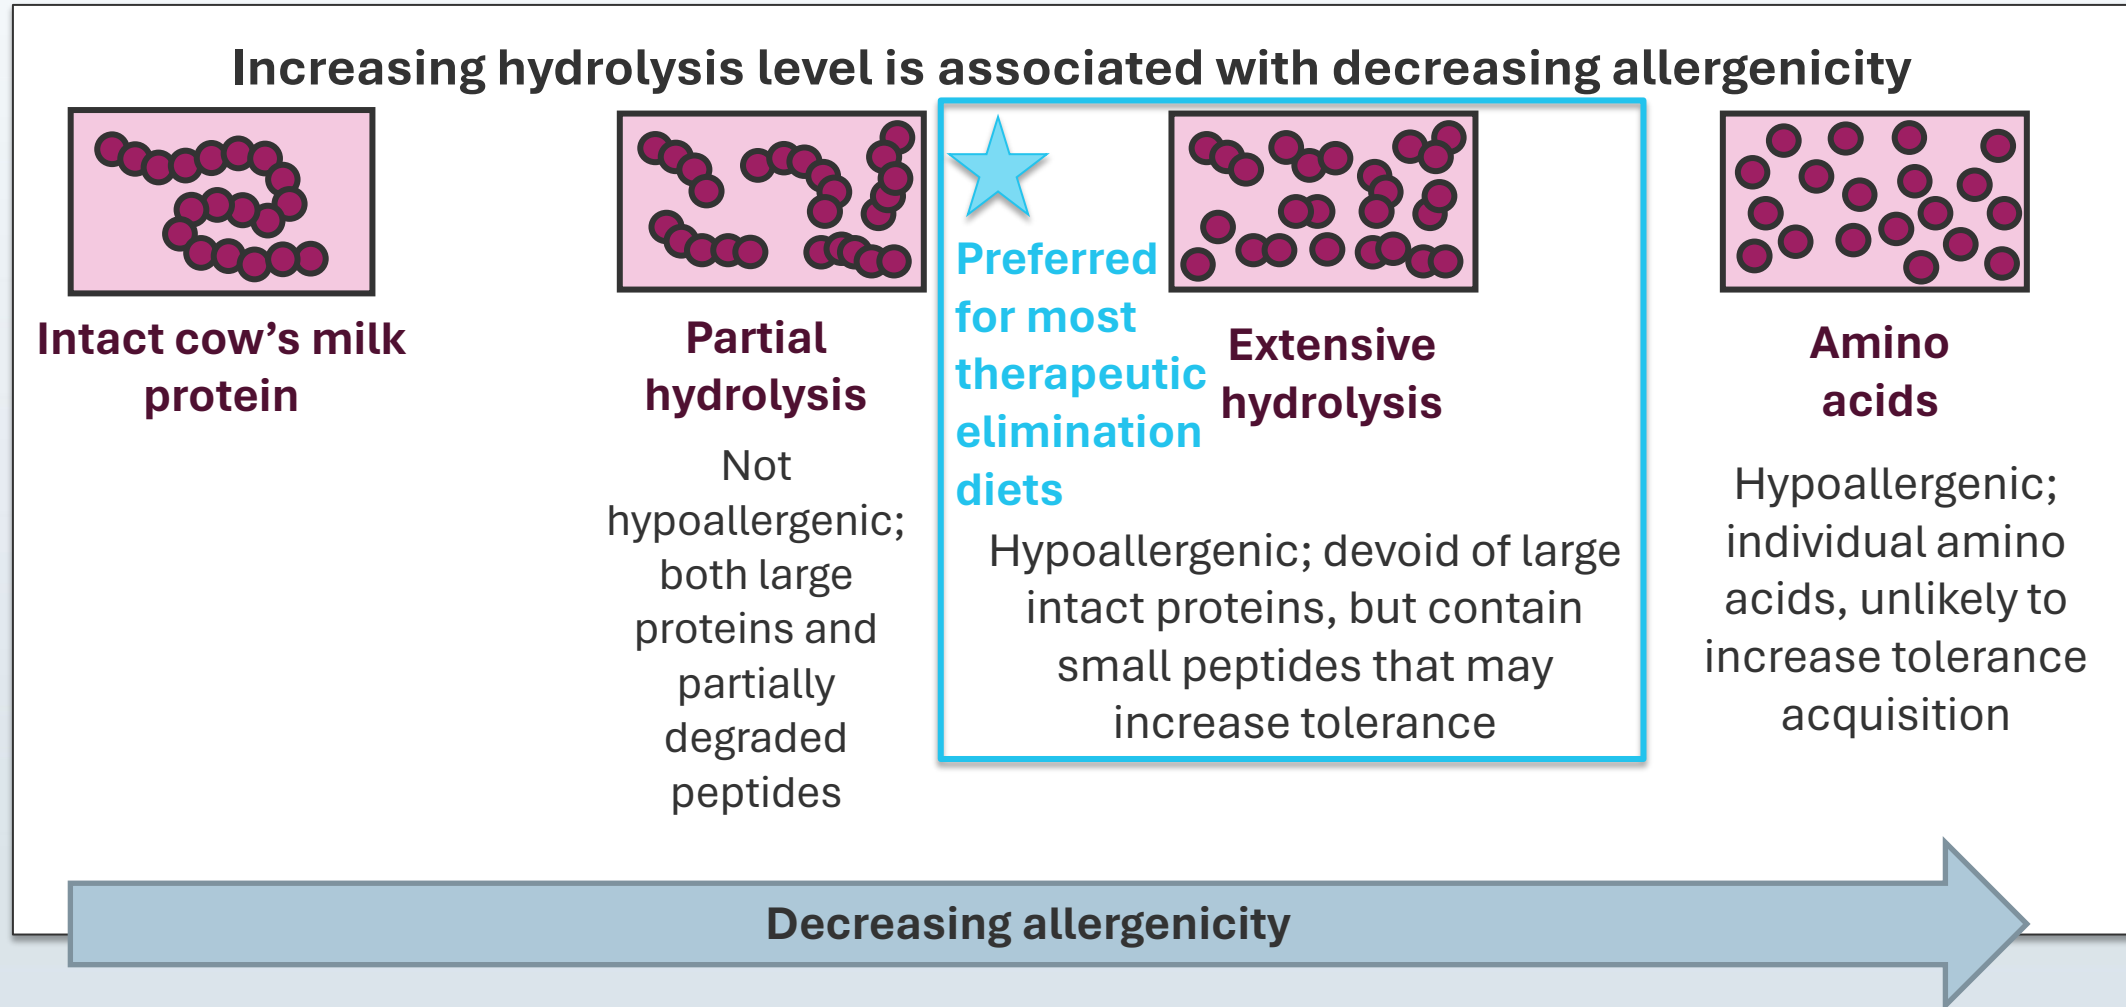 Increasing hydrolysis level is associated with decreasing allergenicity
Intact cow’s milk
protein
Partial
hydrolysis
Not
hypoallergenic;
both large
proteins and
partially
degraded
peptides
Preferred
for most
therapeutic
elimination
diets
Extensive
hydrolysis
Hypoallergenic; devoid of large
intact proteins, but contain
small peptides that may
increase tolerance
Amino
acids
Hypoallergenic;
individual amino
acids, unlikely to
increase tolerance
acquisition
Decreasing allergenicity